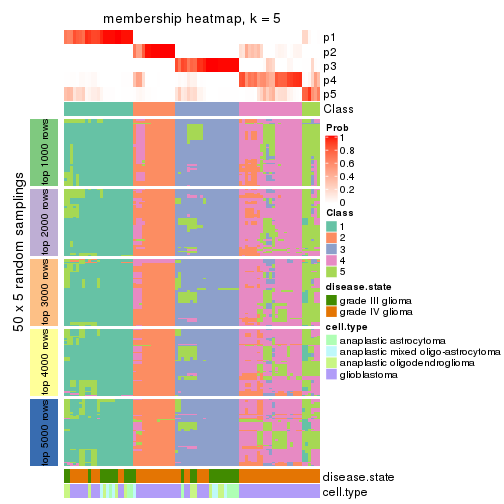 membership heatmap, k = 5
p1
p2
p3
p4
p5
Class
50 x 5 random samplings
top 1000 rows
top 2000 rows
top 3000 rows
top 4000 rows
top 5000 rows
Prob
1
0.8
0.6
0.4
0.2
0
Class
1
2
3
4
5
disease.state
grade III glioma
grade IV glioma
cell.type
anaplastic astrocytoma
anaplastic mixed oligo-astrocytoma
anaplastic oligodendroglioma
glioblastoma
disease.state
cell.type